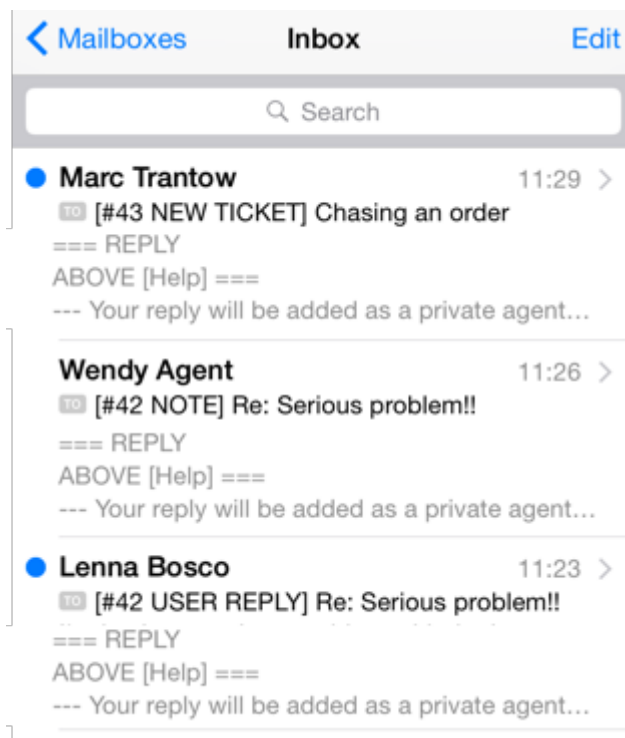 Mailboxes Inbox Edit
Search
Marc Trantow 11:29
TO [#43 NEW TICKET] Chasing an order
=== REPLY
ABOVE [Help] ===
--- Your reply will be added as a private agent...
Wendy Agent 11:26
TO [#42 NOTE] Re: Serious problem!!
=== REPLY
ABOVE [Help] ===
--- Your reply will be added as a private agent...
Lenna Bosco 11:23
TO [#42 USER REPLY] Re: Serious problem!!
=== REPLY
ABOVE [Help] ===
--- Your reply will be added as a private agent...